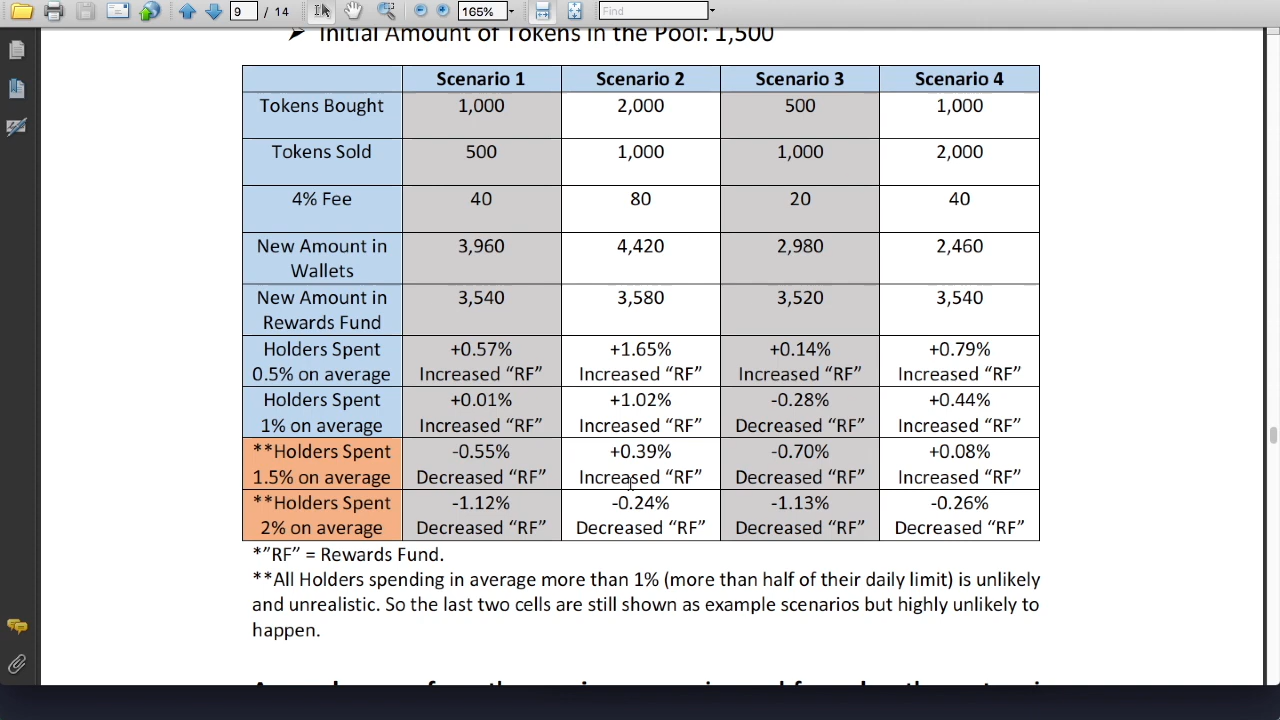 9 / 14 165% Find
➢ Initial Amount of Tokens in the Pool: 1,500
Scenario 1 Scenario 2 Scenario 3 Scenario 4
Tokens Bought 1,000 2,000 500 1,000
Tokens Sold 500 1,000 1,000 2,000
4% Fee 40 80 20 40
New Amount in 3,960 4,420 2,980 2,460
Wallets
New Amount in 3,540 3,580 3,520 3,540
Rewards Fund
Holders Spent +0.57% +1.65% +0.14% +0.79%
0.5% on average Increased “RF” Increased “RF” Increased “RF” Increased “RF”
Holders Spent +0.01% +1.02% -0.28% +0.44%
1% on average Increased “RF” Increased “RF” Decreased “RF” Increased “RF”
**Holders Spent -0.55% +0.39% -0.70% +0.08%
1.5% on average Decreased “RF” Increased “RF” Decreased “RF” Increased “RF”
**Holders Spent -1.12% -0.24% -1.13% -0.26%
2% on average Decreased “RF” Decreased “RF” Decreased “RF” Decreased “RF”
*”RF” = Rewards Fund.
**All Holders spending in average more than 1% (more than half of their daily limit) is unlikely
and unrealistic. So the last two cells are still shown as example scenarios but highly unlikely to
happen.